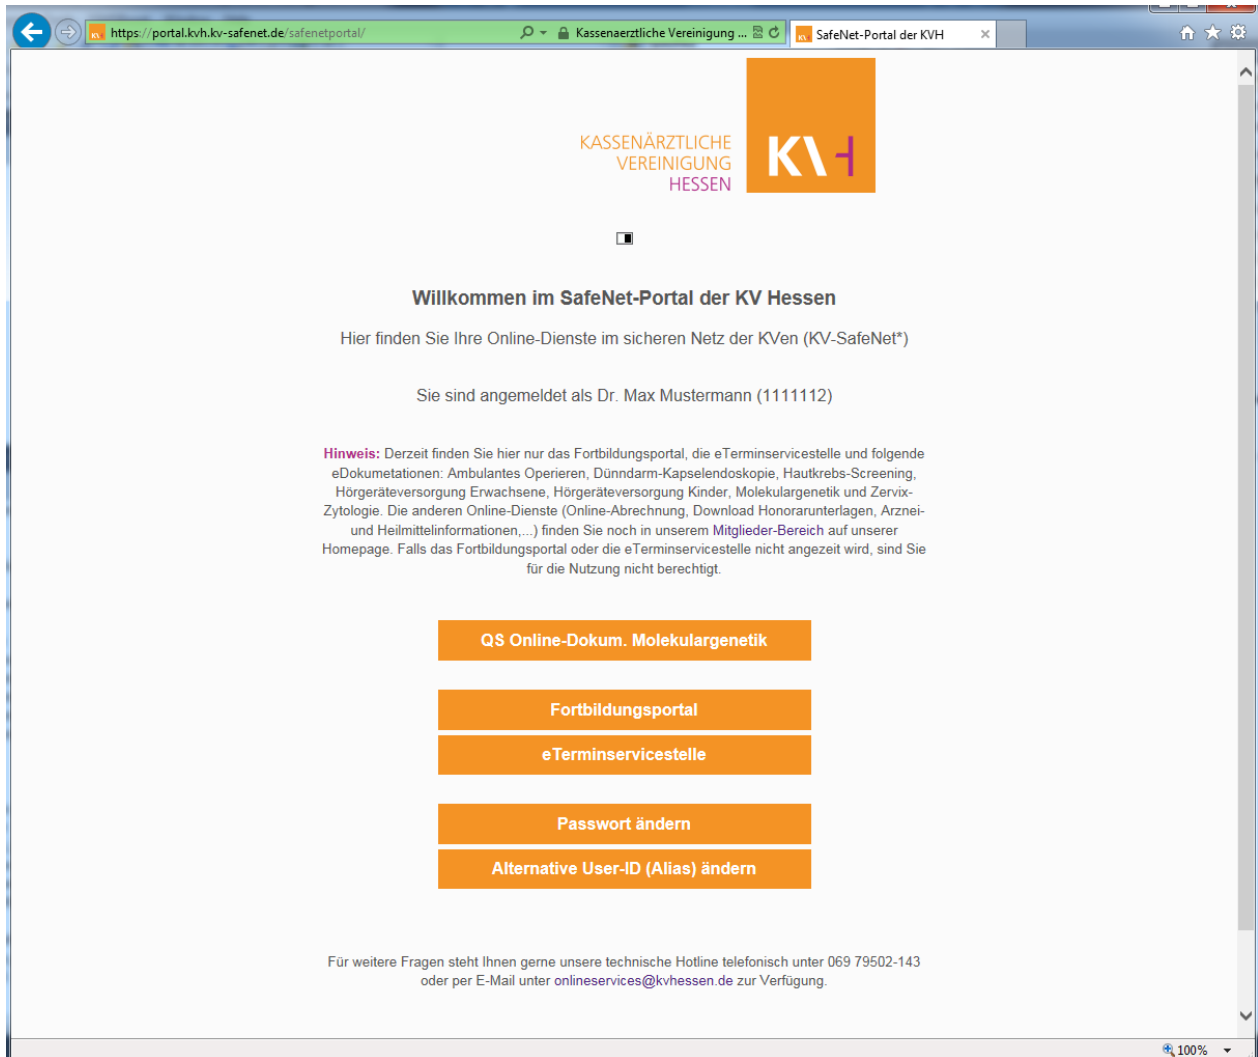 https://portal.kvh.kv-safenet.de/safenetportal/
Kassenaerztliche Vereinigung ...
SafeNet-Portal der KVH
KASSENÄRZTLICHE
VEREINIGUNG
HESSEN
KVH
Willkommen im SafeNet-Portal der KV Hessen
Hier finden Sie Ihre Online-Dienste im sicheren Netz der KVen (KV-SafeNet*)
Sie sind angemeldet als Dr. Max Mustermann (1111112)
Hinweis: Derzeit finden Sie hier nur das Fortbildungsportal, die eTerminservicestelle und folgende
eDokumetationen: Ambulantes Operieren, Dünndarm-Kapselendoskopie, Hautkrebs-Screening,
Hörgeräteversorgung Erwachsene, Hörgeräteversorgung Kinder, Molekulargenetik und Zervix-
Zytologie. Die anderen Online-Dienste (Online-Abrechnung, Download Honorarunterlagen, Arznei-
und Heilmittelinformationen,...) finden Sie noch in unserem Mitglieder-Bereich auf unserer
Homepage. Falls das Fortbildungsportal oder die eTerminservicestelle nicht angezeit wird, sind Sie
für die Nutzung nicht berechtigt.
QS Online-Dokum. Molekulargenetik
Fortbildungsportal
eTerminservicestelle
Passwort ändern
Alternative User-ID (Alias) ändern
Für weitere Fragen steht Ihnen gerne unsere technische Hotline telefonisch unter 069 79502-143
oder per E-Mail unter onlineservices@kvhessen.de zur Verfügung.
100%